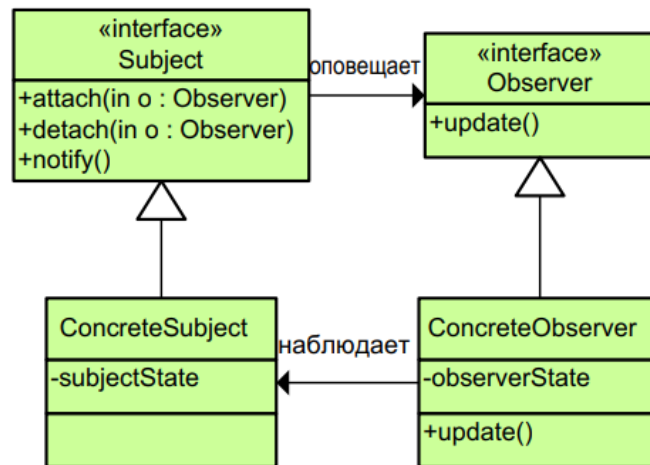 «interface»
Subject
+attach(in o : Observer)
+detach(in o : Observer)
+notify()
оповещает
«interface»
Observer
+update()
ConcreteSubject
-subjectState
наблюдает
ConcreteObserver
-observerState
+update()